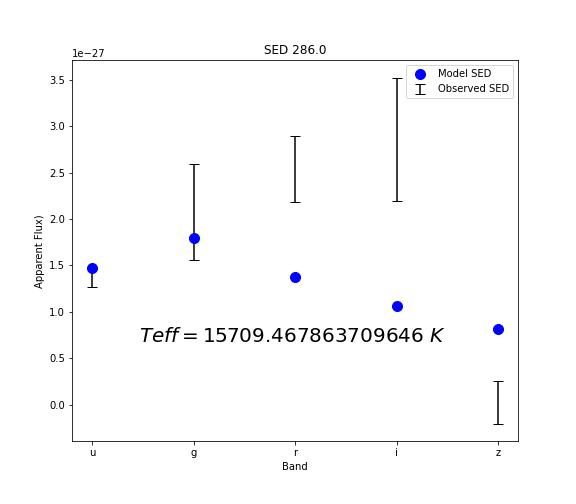 SED 286.0
1e−27
Model SED
Observed SED
3.5
3.0
2.5
2.0
1.5
1.0
0.5
0.0
Apparent Flux)
Teff = 15709.467863709646 K
u g r i z
Band